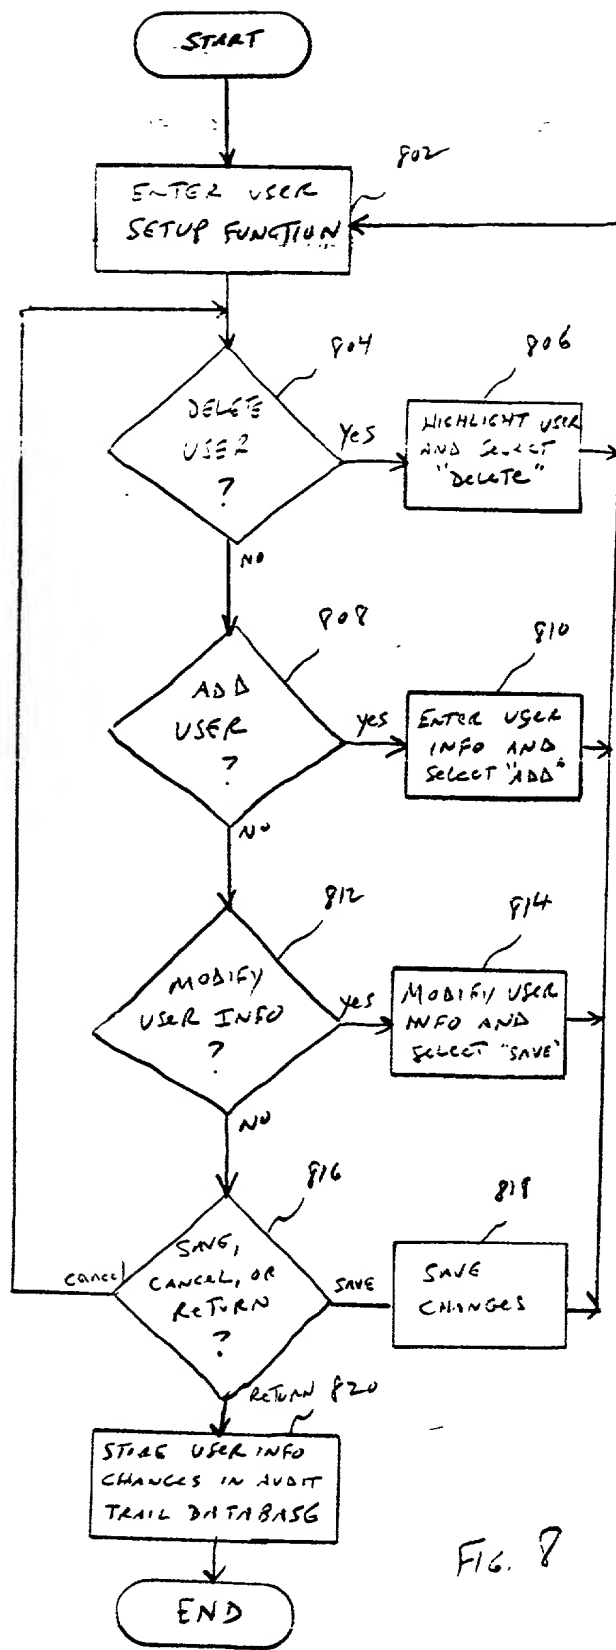 START
802
ENTER USER
SETUP FUNCTION
804
DELETE
USER
?
YES
806
HIGHLIGHT USER
AND SELECT
"DELETE"
NO
808
ADD
USER
?
YES
810
ENTER USER
INFO AND
SELECT "ADD"
NO
812
MODIFY
USER INFO
?
YES
814
MODIFY USER
INFO AND
SELECT "SAVE"
NO
816
SAVE,
CANCEL, OR
RETURN
?
cancel
SAVE
818
SAVE
CHANGES
RETURN 820
STORE USER INFO
CHANGES IN AUDIT
TRAIL DATABASE
END
FIG. 8